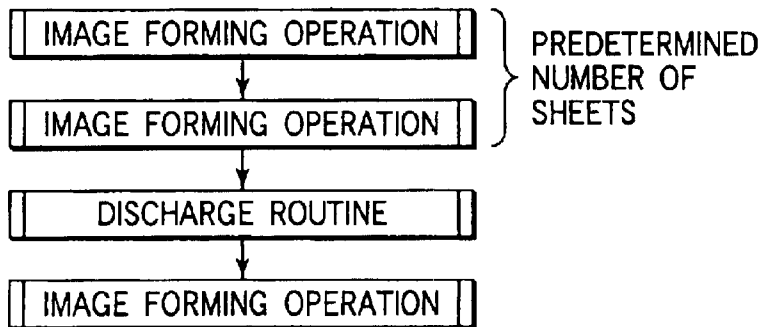 IMAGE FORMING OPERATION
IMAGE FORMING OPERATION
PREDETERMINED
NUMBER OF
SHEETS
DISCHARGE ROUTINE
IMAGE FORMING OPERATION